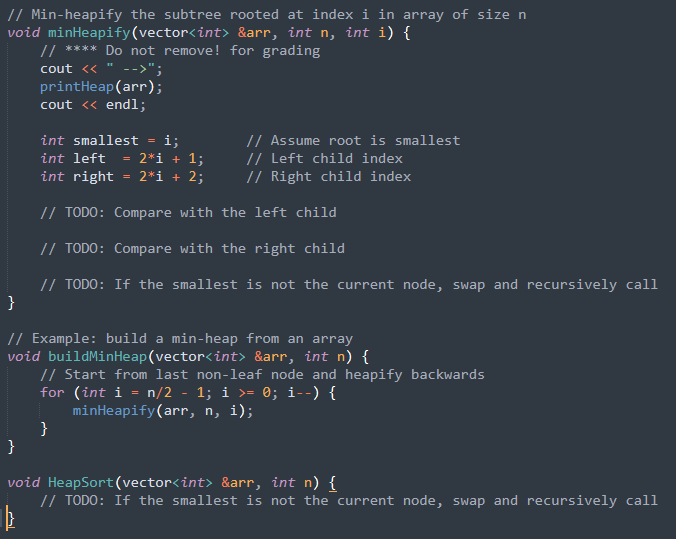 // Min-heapify the subtree rooted at index i in array of size n
void minHeapify(vector<int> &arr, int n, int i) {
    // **** Do not remove! for grading
    cout << " -->";
    printHeap(arr);
    cout << endl;

    int smallest = i;        // Assume root is smallest
    int left  = 2*i + 1;     // Left child index
    int right = 2*i + 2;     // Right child index

    // TODO: Compare with the left child

    // TODO: Compare with the right child

    // TODO: If the smallest is not the current node, swap and recursively call
}

// Example: build a min-heap from an array
void buildMinHeap(vector<int> &arr, int n) {
    // Start from last non-leaf node and heapify backwards
    for (int i = n/2 - 1; i >= 0; i--) {
        minHeapify(arr, n, i);
    }
}

void HeapSort(vector<int> &arr, int n) {
    // TODO: If the smallest is not the current node, swap and recursively call
}